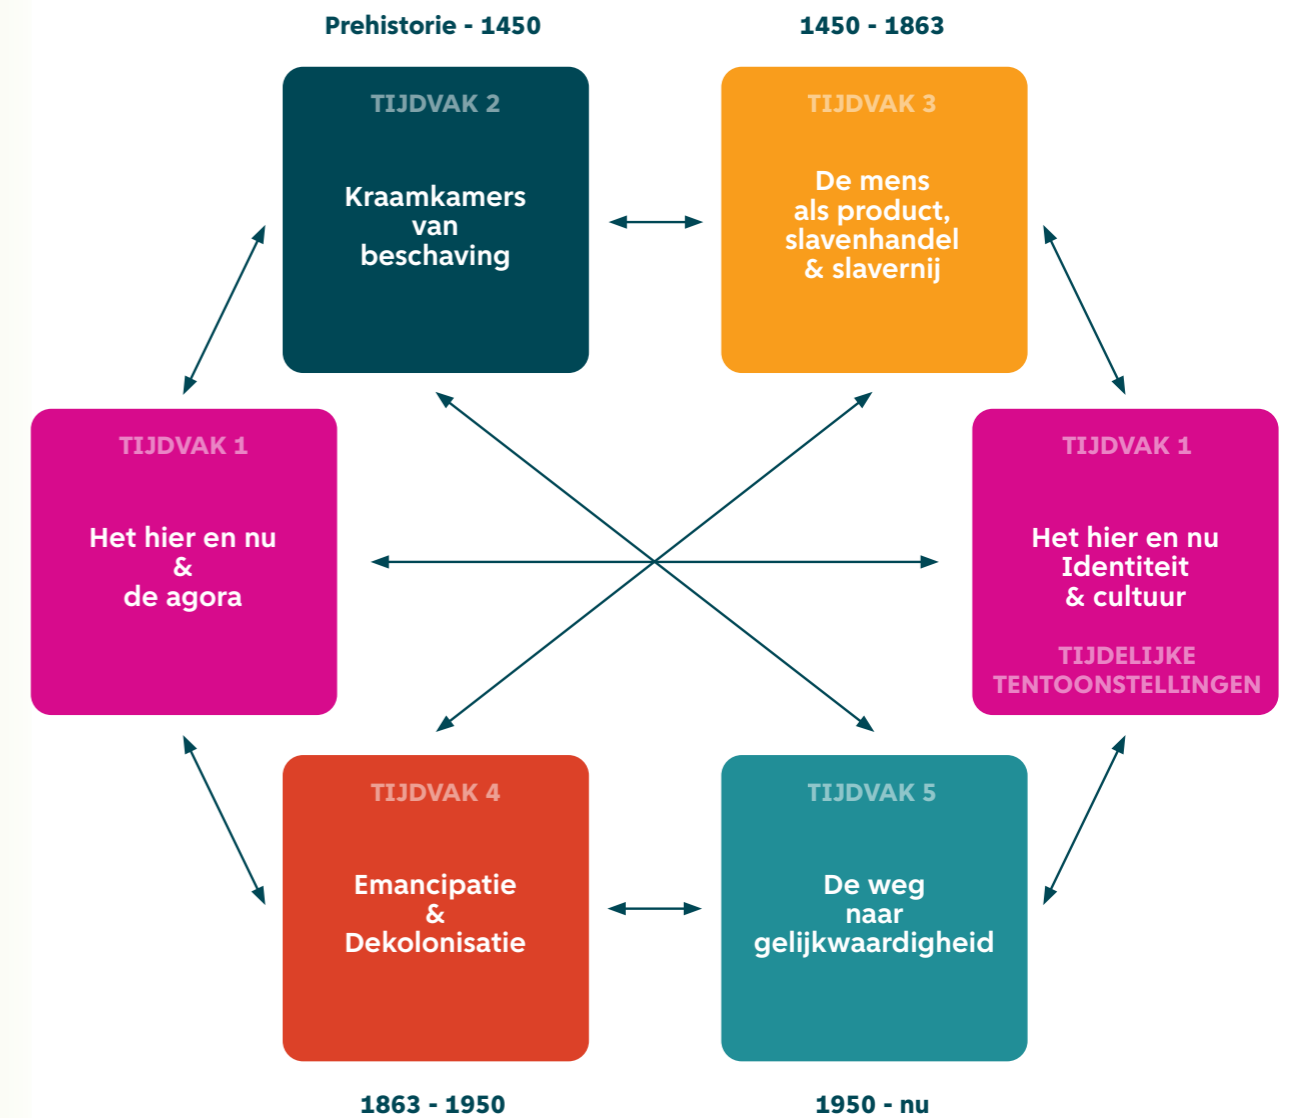 Prehistorie - 1450
1450 - 1863
TIJDVAK 2
Kraamkamers
van
beschaving
TIJDVAK 3
De mens
als product,
slavenhandel
& slavernij
TIJDVAK 1
Het hier en nu
&
de agora
TIJDVAK 1
Het hier en nu
Identiteit
& cultuur
TIJDELIJKE
TENTOONSTELLINGEN
TIJDVAK 4
Emancipatie
&
Dekolonisatie
TIJDVAK 5
De weg
naar
gelijkwaardigheid
1863 - 1950
1950 - nu